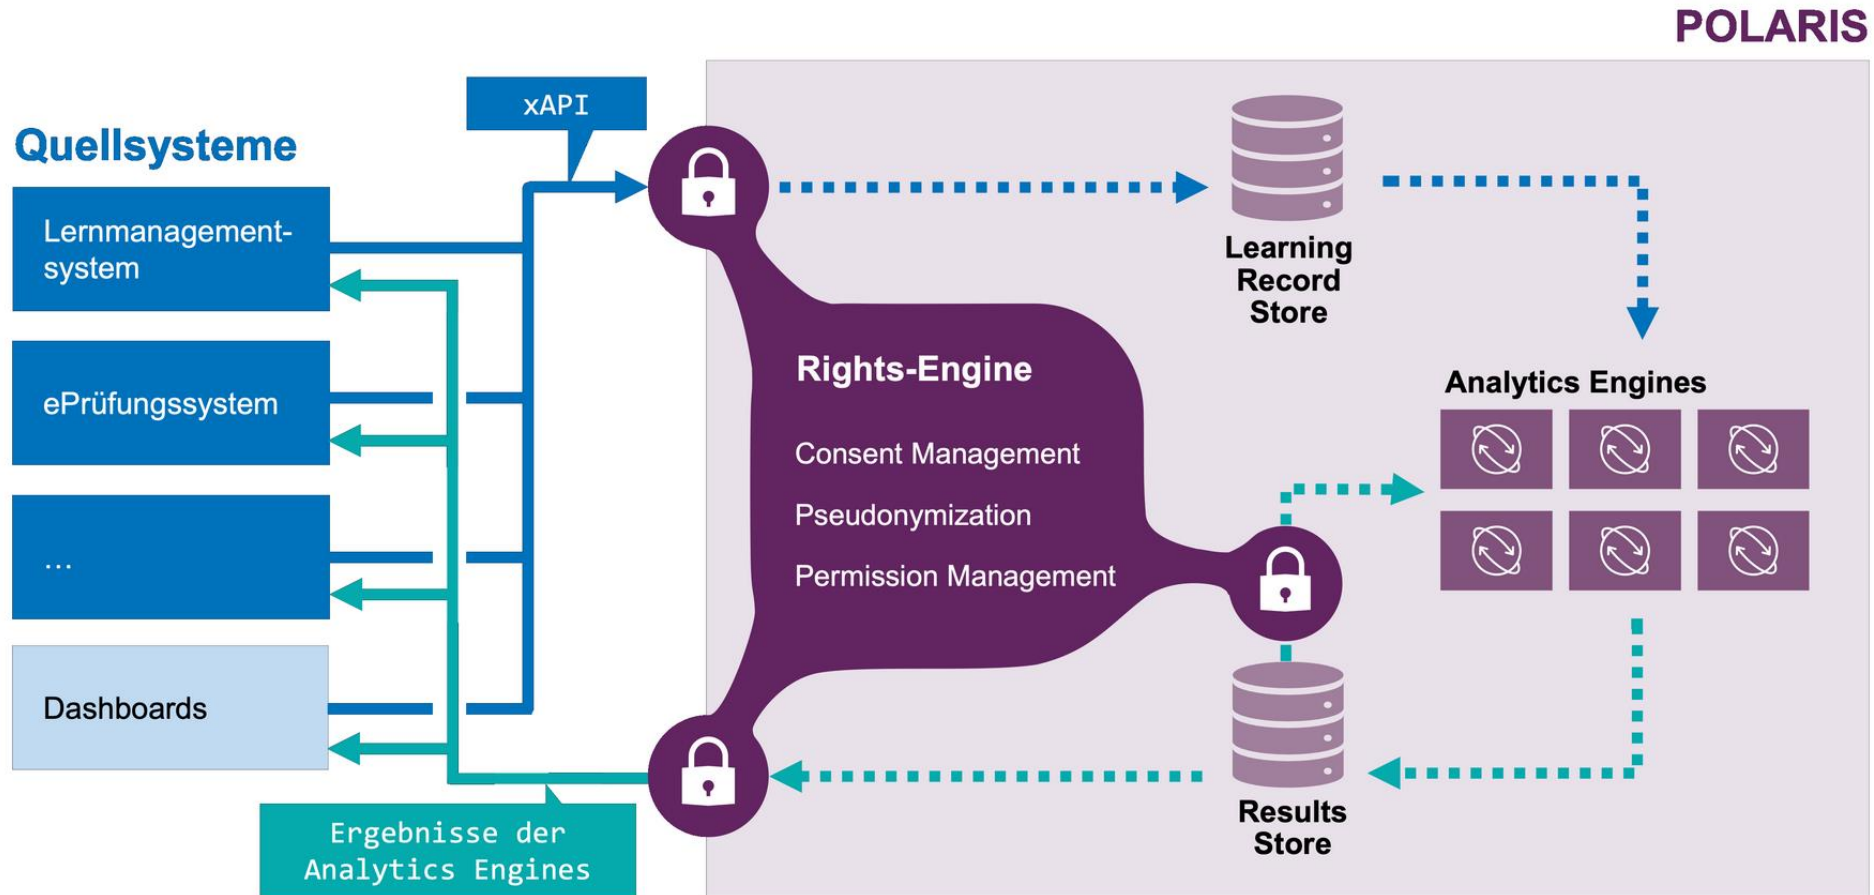 POLARIS
xAPI
Quellsysteme
Lernmanagement-
system
ePrüfungssystem
...
Dashboards
Ergebnisse der
Analytics Engines
Rights-Engine
Consent Management
Pseudonymization
Permission Management
Learning
Record
Store
Analytics Engines
Results
Store